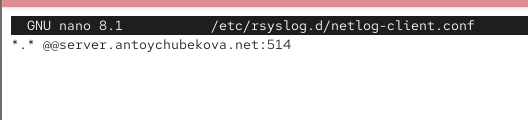 GNU nano 8.1 /etc/rsyslog.d/netlog-client.conf
*.* @@server.antoychubekova.net:514